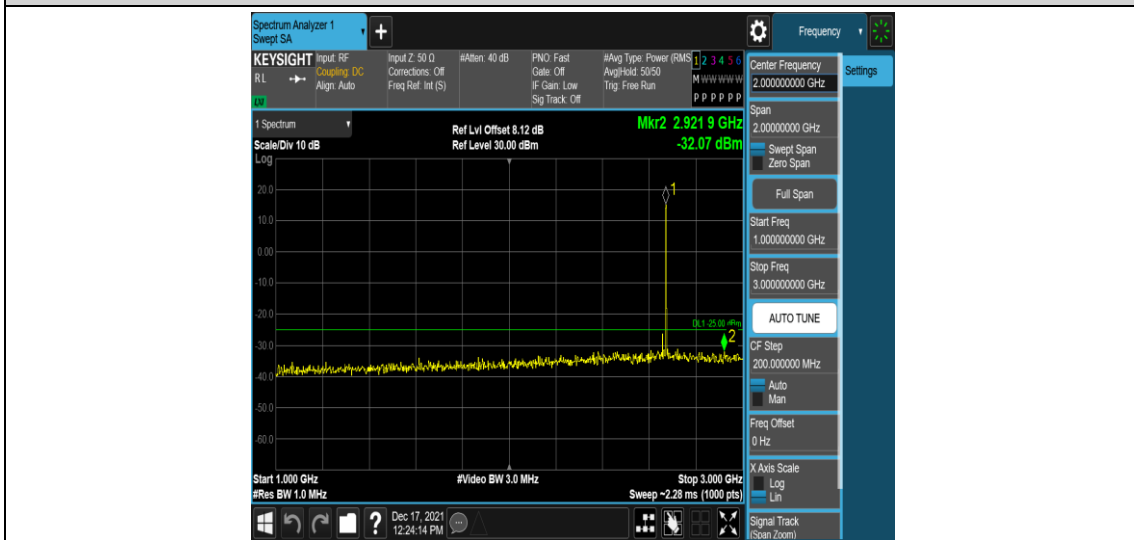 Spectrum Analyzer 1
Swept SA
+
Frequency
KEYSIGHT
RL
LXI
Input: RF
Coupling: DC
Align: Auto
Input Z: 50 Ω
Corrections: Off
Freq Ref: Int (S)
#Atten: 40 dB
PNO: Fast
Gate: Off
IF Gain: Low
Sig Track: Off
#Avg Type: Power (RMS
Avg|Hold: 50/50
Trig: Free Run
1 2 3 4 5 6
M W W W W W
P P P P P P
1 Spectrum
Scale/Div 10 dB
Ref Lvl Offset 8.12 dB
Ref Level 30.00 dBm
Mkr2 2.921 9 GHz
-32.07 dBm
Log
20.0
10.0
0.00
-10.0
-20.0
-30.0
-40.0
-50.0
-60.0
1
DL1 -25.00 dBm
2
Start 1.000 GHz
#Res BW 1.0 MHz
#Video BW 3.0 MHz
Stop 3.000 GHz
Sweep ~2.28 ms (1000 pts)
?
Dec 17, 2021
12:24:14 PM
Center Frequency
2.000000000 GHz
Settings
Span
2.00000000 GHz
Swept Span
Zero Span
Full Span
Start Freq
1.000000000 GHz
Stop Freq
3.000000000 GHz
AUTO TUNE
CF Step
200.000000 MHz
Auto
Man
Freq Offset
0 Hz
X Axis Scale
Log
Lin
Signal Track
(Span Zoom)